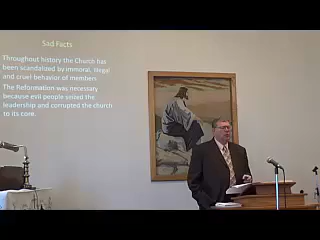 Sad Facts
Throughout history the Church has
been scandalized by immoral, illegal
and cruel behavior of members
The Reformation was necessary
because evil people seized the
leadership and corrupted the church
to its core.